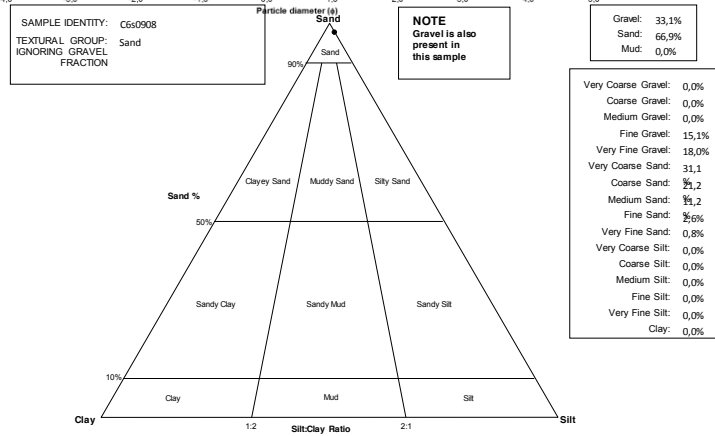 Particle diameter (ϕ)
SAMPLE IDENTITY: C6s0908
TEXTURAL GROUP: Sand
IGNORING GRAVEL
FRACTION
NOTE
Gravel is also
present in
this sample
Gravel: 33,1%
Sand: 66,9%
Mud: 0,0%
Very Coarse Gravel: 0,0%
Coarse Gravel: 0,0%
Medium Gravel: 0,0%
Fine Gravel: 15,1%
Very Fine Gravel: 18,0%
Very Coarse Sand: 31,1
%
Coarse Sand: 21,2
%
Medium Sand: 11,2
%
Fine Sand: 2,6%
Very Fine Sand: 0,8%
Very Coarse Silt: 0,0%
Coarse Silt: 0,0%
Medium Silt: 0,0%
Fine Silt: 0,0%
Very Fine Silt: 0,0%
Clay: 0,0%
Sand
Sand
90%
Clayey Sand Muddy Sand Silty Sand
Sand %
50%
Sandy Clay Sandy Mud Sandy Silt
10%
Clay Mud Silt
Clay 1:2 2:1 Silt
Silt:Clay Ratio